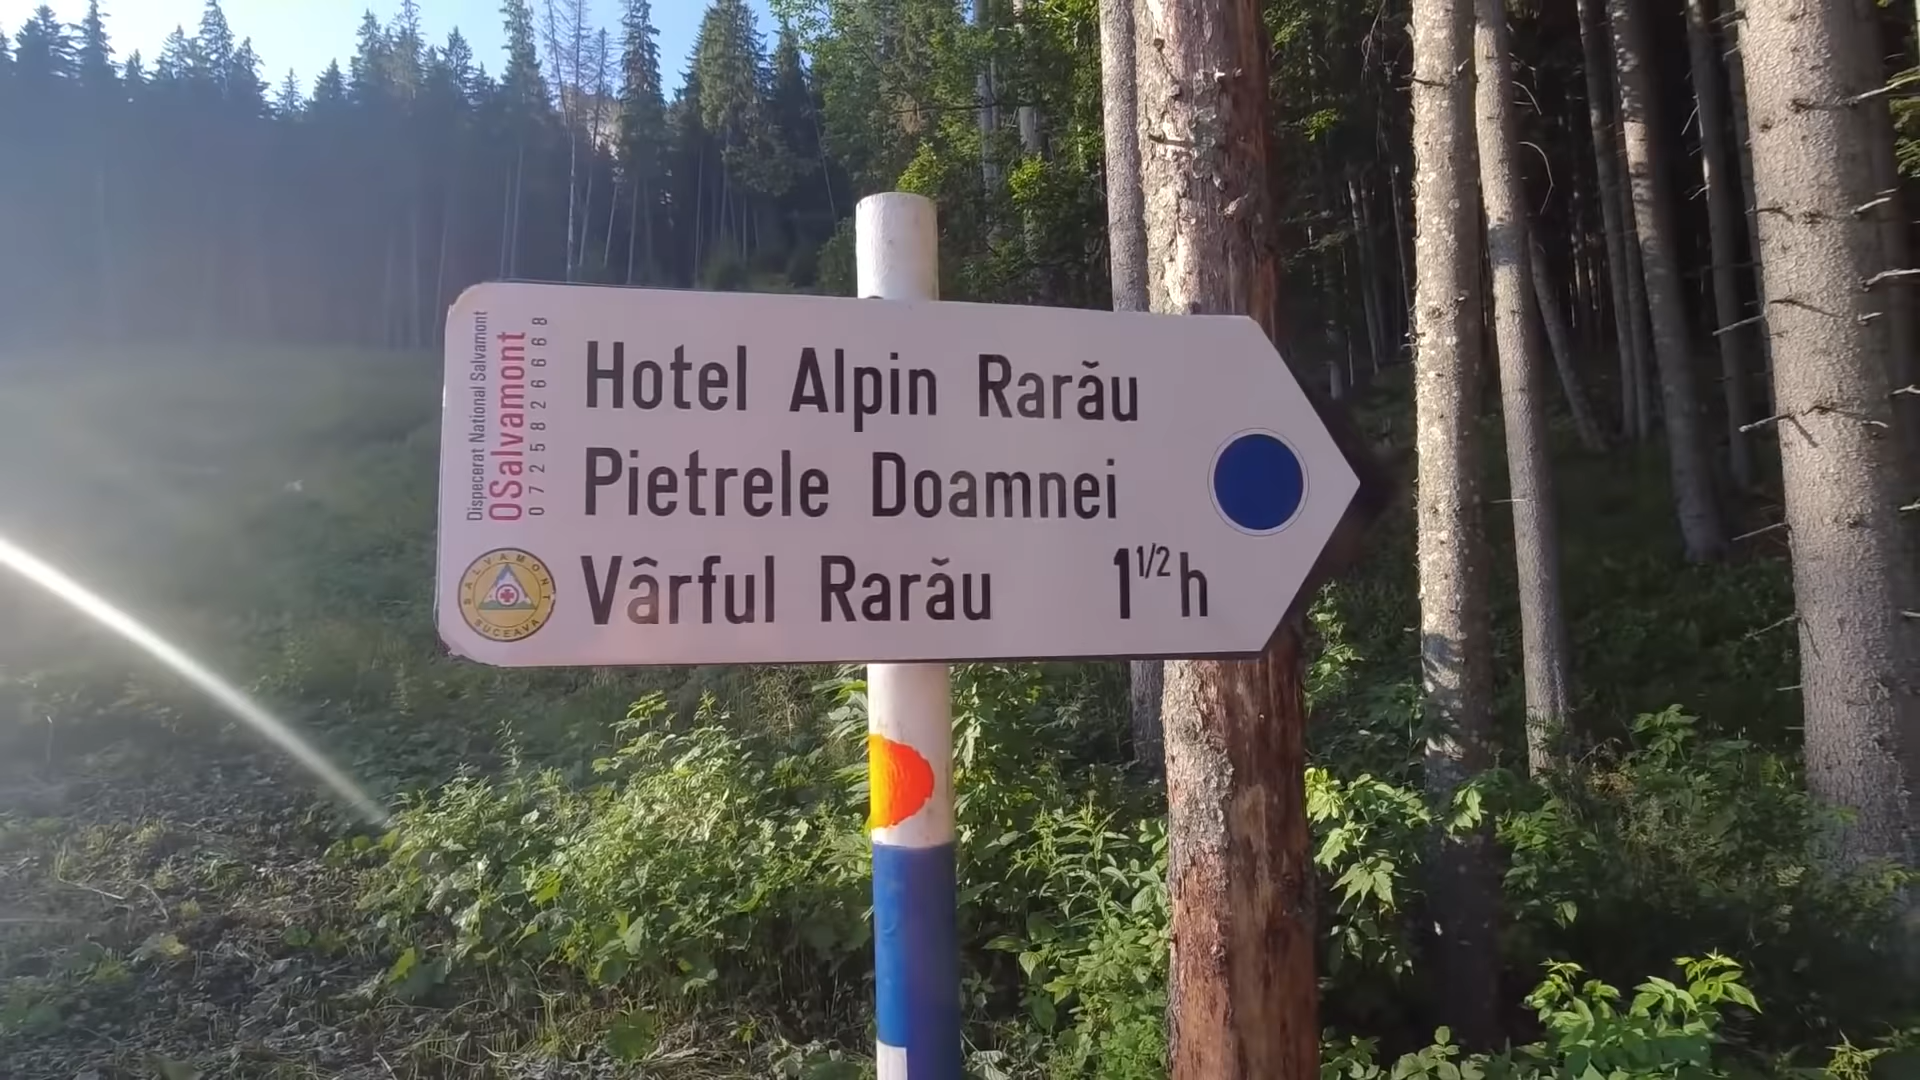 Dispecerat National Salvamont
0Salvamont
0725826668
Hotel Alpin Rarău
Pietrele Doamnei
Vârful Rarău 1 1/2 h
SALVAMONT
SUCEAVA